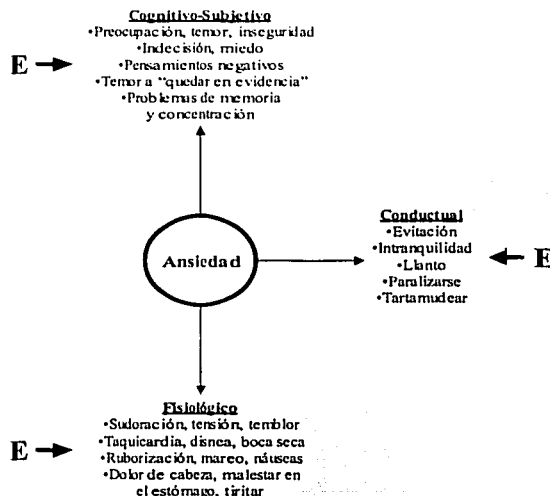 Cognitivo-Subjetivo
•Preocupación, temor, inseguridad
•Indecisión, miedo
•Pensamientos negativos
•Temor a "quedar en evidencia"
•Problemas de memoria
y concentración
E
Ansiedad
Conductual
•Evitación
•Intranquilidad
•Llanto
•Paralizarse
•Tartamudear
E
Fisiológico
•Sudoración, tensión, temblor
•Taquicardia, disnea, boca seca
•Ruborización, mareo, náuseas
•Dolor de cabeza, malestar en
el estómago, tiritar
E